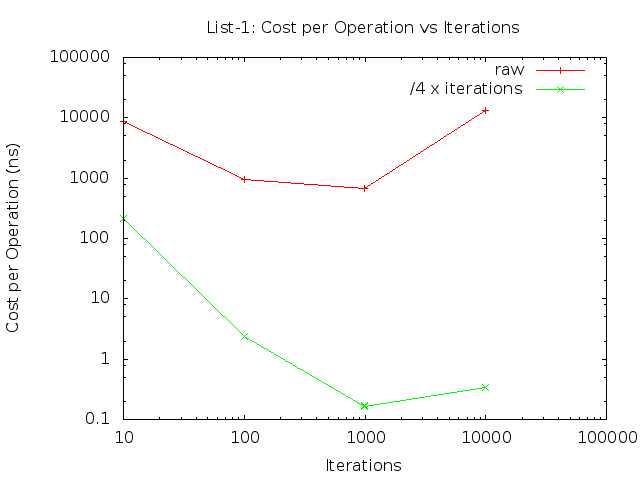 List-1: Cost per Operation vs Iterations
100000
10000
1000
100
10
1
0.1
Cost per Operation (ns)
raw
/4 x iterations
10 100 1000 10000 100000
Iterations